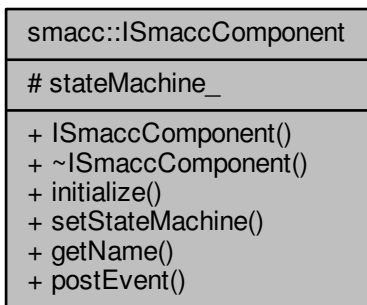 smacc::ISmaccComponent
# stateMachine_
+ ISmaccComponent()
+ ~ISmaccComponent()
+ initialize()
+ setStateMachine()
+ getName()
+ postEvent()